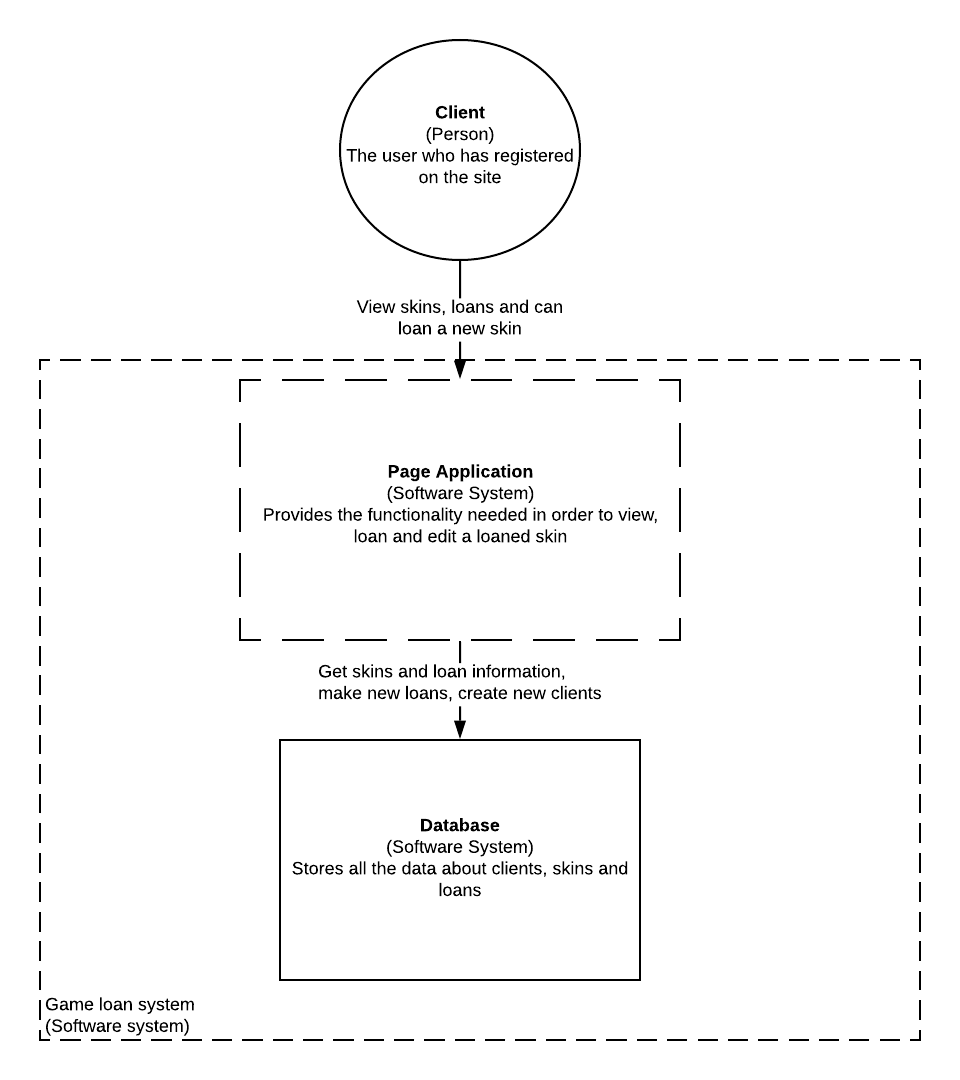 Client
(Person)
The user who has registered
on the site
View skins, loans and can
loan a new skin
Page Application
(Software System)
Provides the functionality needed in order to view,
loan and edit a loaned skin
Get skins and loan information,
make new loans, create new clients
Database
(Software System)
Stores all the data about clients, skins and
loans
Game loan system
(Software system)